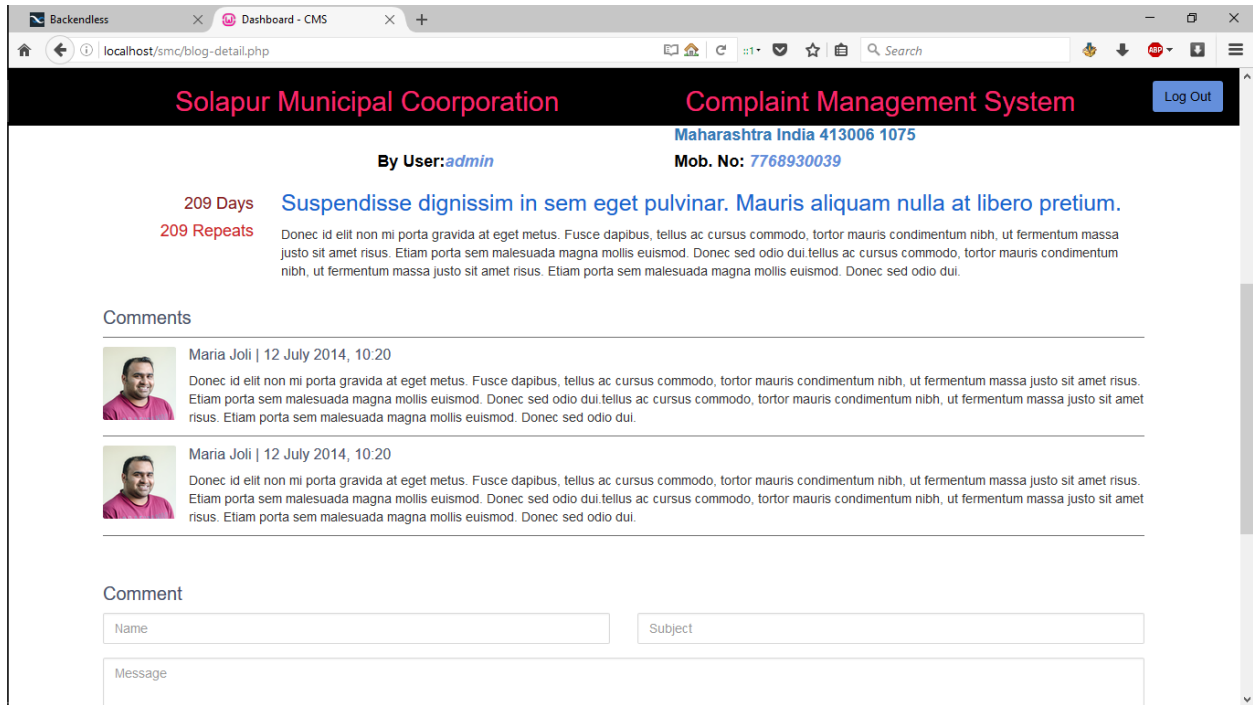 Backendless
Dashboard - CMS
localhost/smc/blog-detail.php
::1
Search
ABP
Solapur Municipal Coorporation
Complaint Management System
Log Out
Maharashtra India 413006 1075
By User:admin
Mob. No: 7768930039
209 Days
Suspendisse dignissim in sem eget pulvinar. Mauris aliquam nulla at libero pretium.
209 Repeats
Donec id elit non mi porta gravida at eget metus. Fusce dapibus, tellus ac cursus commodo, tortor mauris condimentum nibh, ut fermentum massa
justo sit amet risus. Etiam porta sem malesuada magna mollis euismod. Donec sed odio dui.tellus ac cursus commodo, tortor mauris condimentum
nibh, ut fermentum massa justo sit amet risus. Etiam porta sem malesuada magna mollis euismod. Donec sed odio dui.
Comments
Maria Joli | 12 July 2014, 10:20
Donec id elit non mi porta gravida at eget metus. Fusce dapibus, tellus ac cursus commodo, tortor mauris condimentum nibh, ut fermentum massa justo sit amet risus.
Etiam porta sem malesuada magna mollis euismod. Donec sed odio dui.tellus ac cursus commodo, tortor mauris condimentum nibh, ut fermentum massa justo sit amet
risus. Etiam porta sem malesuada magna mollis euismod. Donec sed odio dui.
Maria Joli | 12 July 2014, 10:20
Donec id elit non mi porta gravida at eget metus. Fusce dapibus, tellus ac cursus commodo, tortor mauris condimentum nibh, ut fermentum massa justo sit amet risus.
Etiam porta sem malesuada magna mollis euismod. Donec sed odio dui.tellus ac cursus commodo, tortor mauris condimentum nibh, ut fermentum massa justo sit amet
risus. Etiam porta sem malesuada magna mollis euismod. Donec sed odio dui.
Comment
Name
Subject
Message